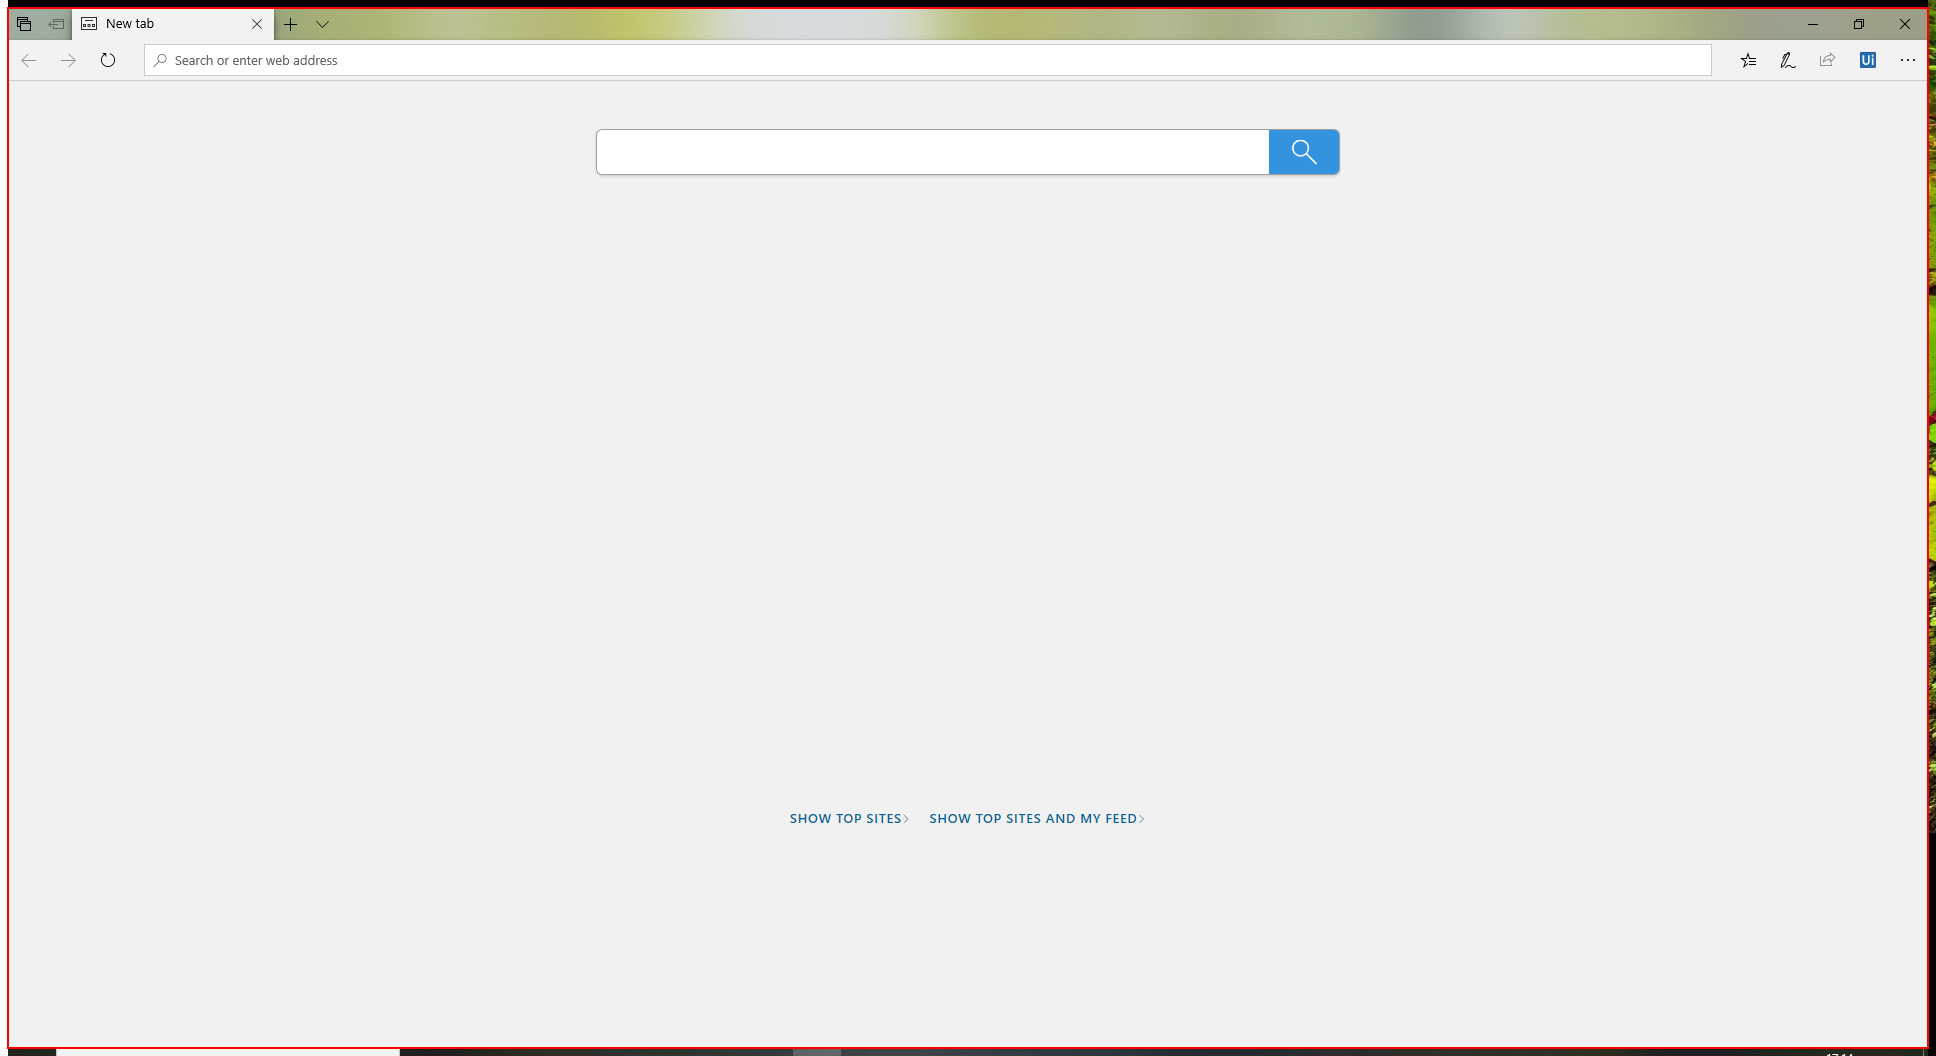 New tab
Search or enter web address
Ui
SHOW TOP SITES
SHOW TOP SITES AND MY FEED